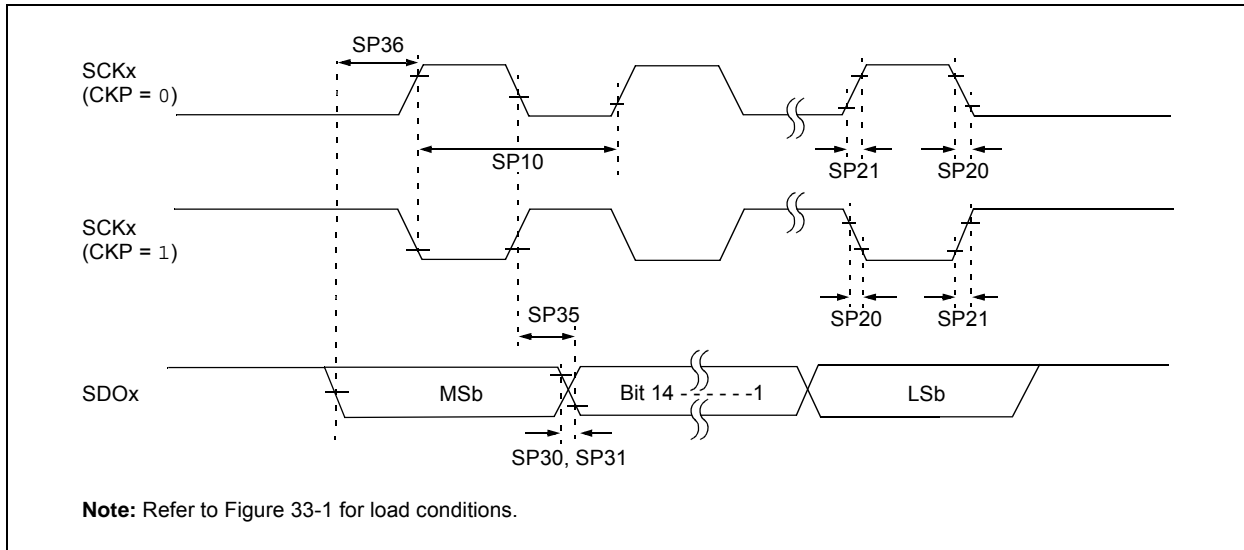 SP36
SCKx
(CKP = 0)
SP10
SP21
SP20
SCKx
(CKP = 1)
SP35
SP20
SP21
SDOx
MSb
Bit 14 - - - - - -1
LSb
SP30, SP31
Note: Refer to Figure 33-1 for load conditions.